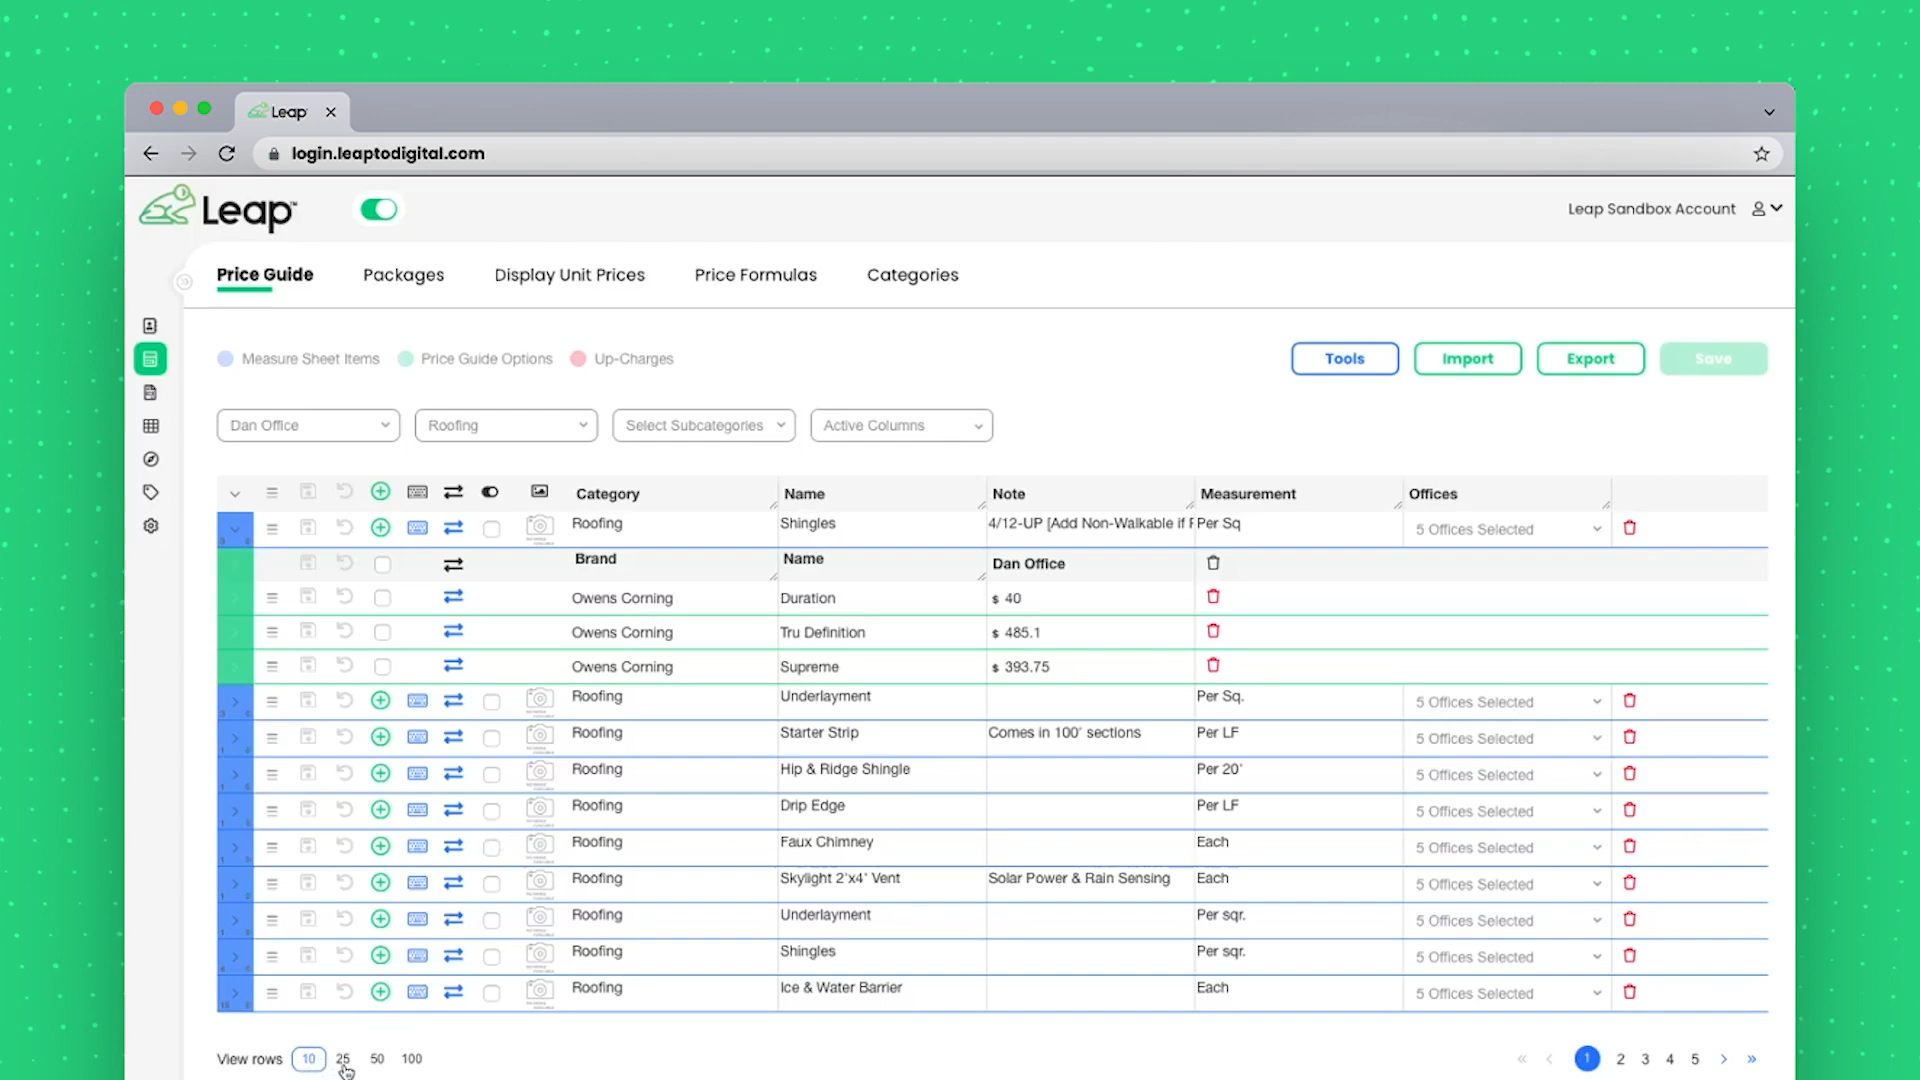 Leap
login.leaptodigital.com
Leap™
Leap Sandbox Account
Price Guide Packages Display Unit Prices Price Formulas Categories
Measure Sheet Items Price Guide Options Up-Charges
Tools Import Export Save
Dan Office Roofing Select Subcategories Active Columns
Category Name Note Measurement Offices
Roofing Shingles 4/12-UP [Add Non-Walkable if Per Sq 5 Offices Selected
Brand Name Dan Office
Owens Corning Duration $ 40
Owens Corning Tru Definition $ 485.1
Owens Corning Supreme $ 393.75
Roofing Underlayment Per Sq. 5 Offices Selected
Roofing Starter Strip Comes in 100' sections Per LF 5 Offices Selected
Roofing Hip & Ridge Shingle Per 20' 5 Offices Selected
Roofing Drip Edge Per LF 5 Offices Selected
Roofing Faux Chimney Each 5 Offices Selected
Roofing Skylight 2'x4' Vent Solar Power & Rain Sensing Each 5 Offices Selected
Roofing Underlayment Per sqr. 5 Offices Selected
Roofing Shingles Per sqr. 5 Offices Selected
Roofing Ice & Water Barrier Each 5 Offices Selected
View rows 10 25 50 100 « ‹ 1 2 3 4 5 › »